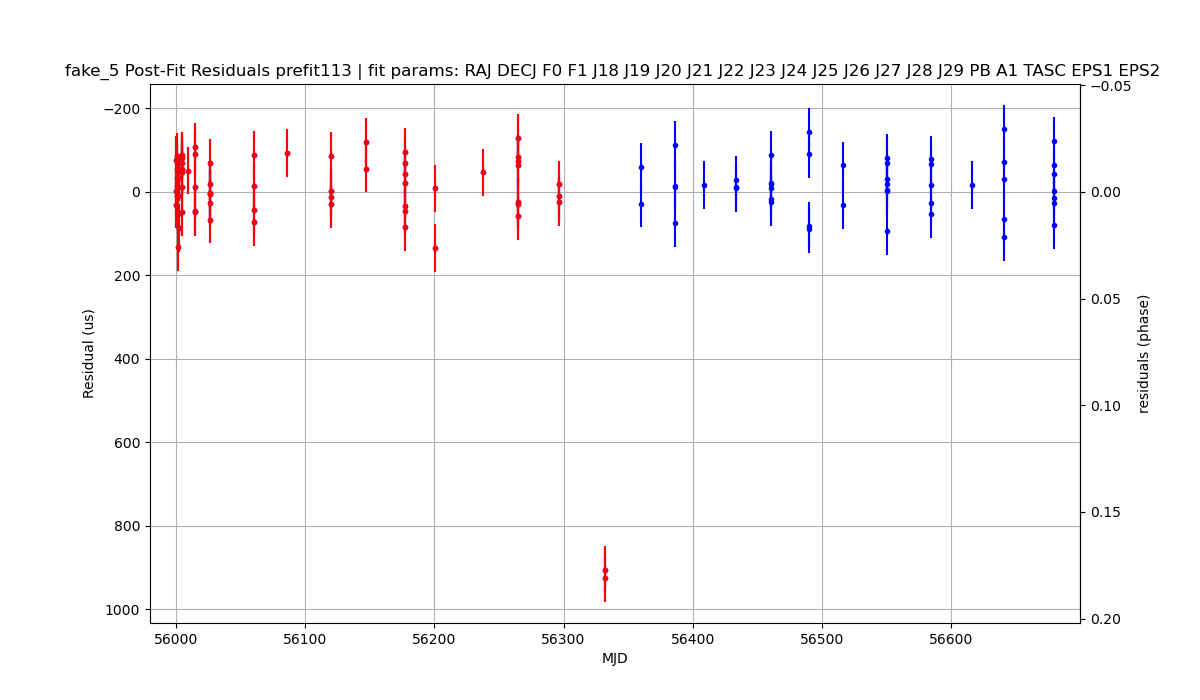 fake_5 Post-Fit Residuals prefit113 | fit params: RAJ DECJ F0 F1 J18 J19 J20 J21 J22 J23 J24 J25 J26 J27 J28 J29 PB A1 TASC EPS1 EPS2
−200
0
200
400
600
800
1000
Residual (us)
−0.05
0.00
0.05
0.10
0.15
0.20
residuals (phase)
56000 56100 56200 56300 56400 56500 56600
MJD